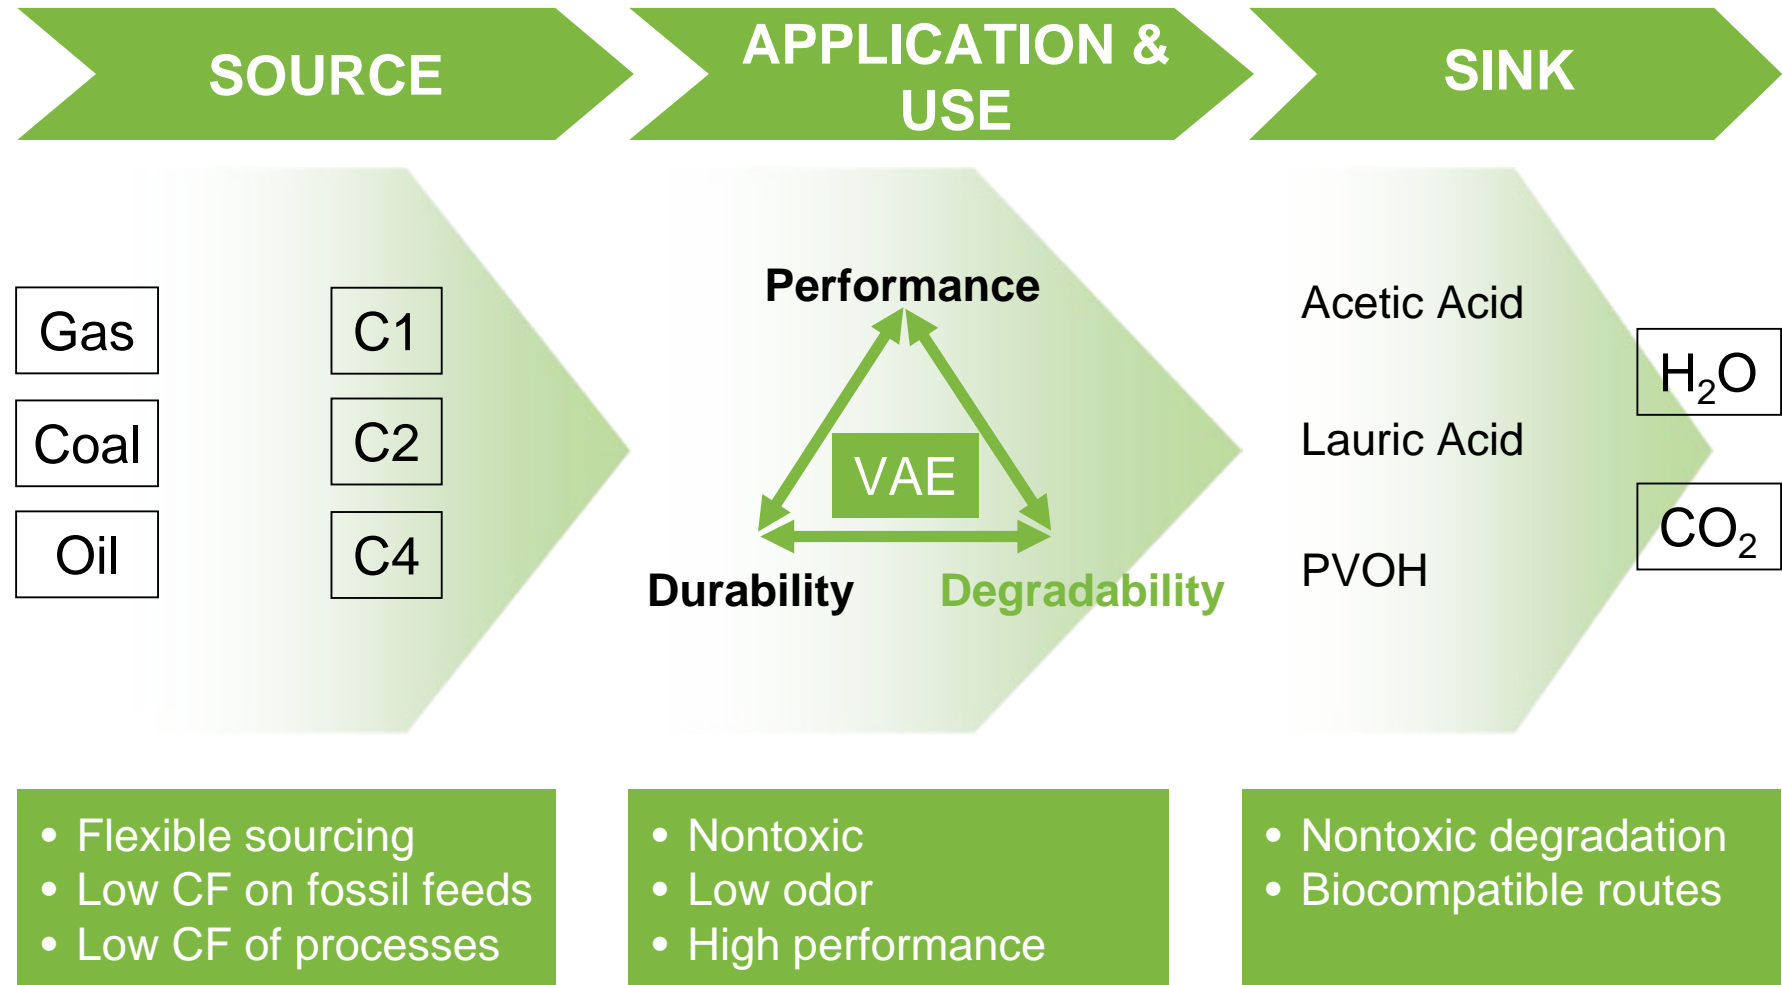 SOURCE
APPLICATION &
USE
SINK
Gas
Coal
Oil
C1
C2
C4
Performance
VAE
Durability
Degradability
Acetic Acid
Lauric Acid
PVOH
H₂O
CO₂
• Flexible sourcing
• Low CF on fossil feeds
• Low CF of processes
• Nontoxic
• Low odor
• High performance
• Nontoxic degradation
• Biocompatible routes